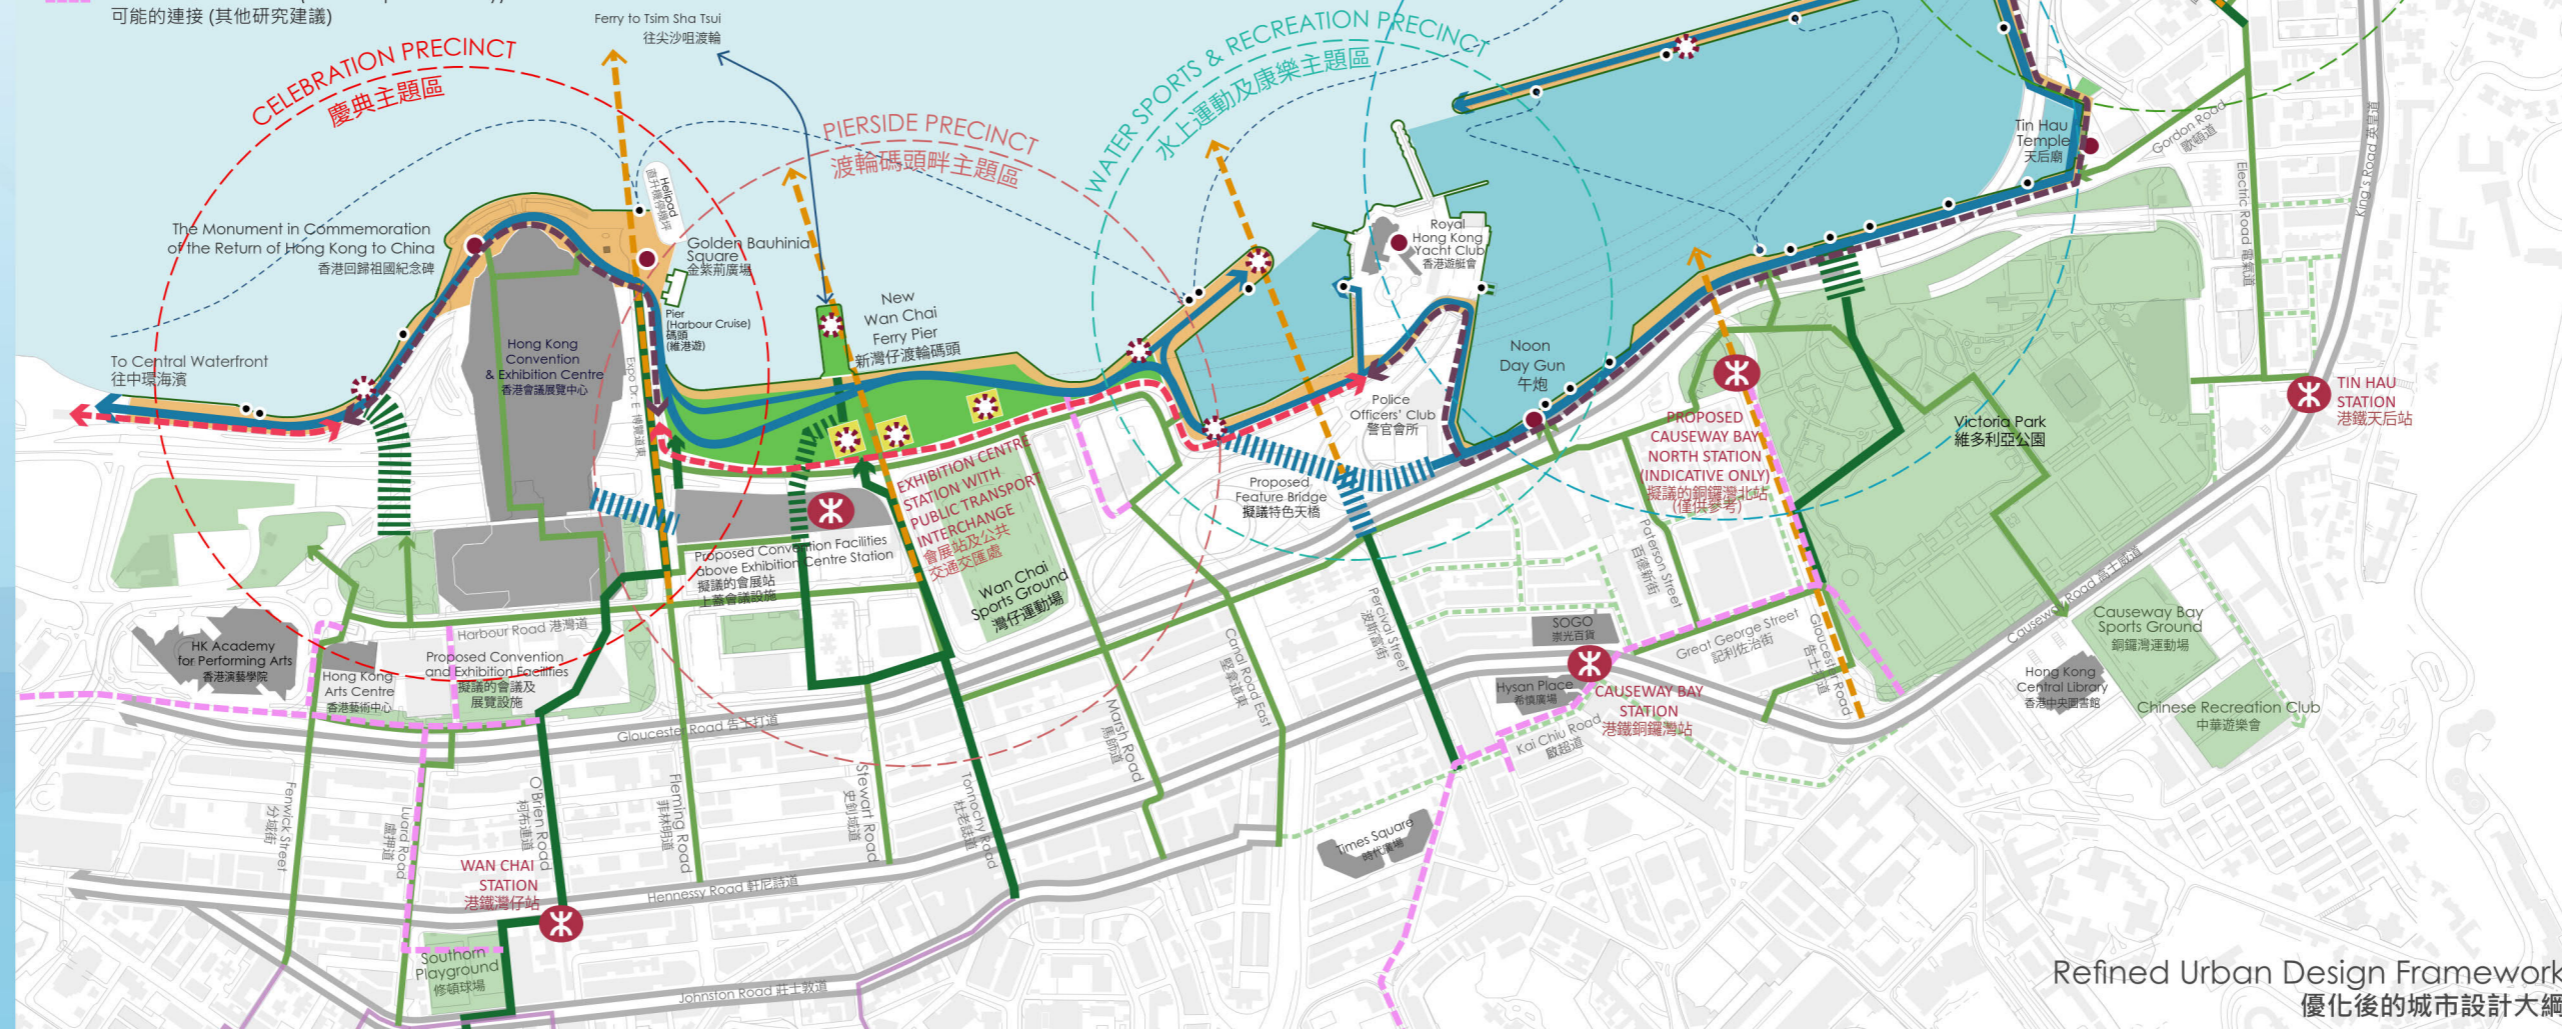 可能的連接 (其他研究建議)
Ferry to Tsim Sha Tsui
往尖沙咀渡輪
CELEBRATION PRECINCT
慶典主題區
PIERSIDE PRECINCT
渡輪碼頭畔主題區
WATER SPORTS & RECREATION PRECINCT
水上運動及康樂主題區
Helipad
直升機停機坪
The Monument in Commemoration
of the Return of Hong Kong to China
香港回歸祖國紀念碑
Golden Bauhinia
Square
金紫荊廣場
Pier
(Harbour Cruise)
碼頭
(維港遊)
New
Wan Chai
Ferry Pier
新灣仔渡輪碼頭
To Central Waterfront
往中環海濱
Hong Kong
Convention
& Exhibition Centre
香港會議展覽中心
Expo Dr. E 博覽道東
Royal
Hong Kong
Yacht Club
香港遊艇會
Police
Officers' Club
警官會所
Noon
Day Gun
午炮
Tin Hau
Temple
天后廟
Gordon Road
歌頓道
Electric Road 電氣道
King's Road 英皇道
TIN HAU
STATION
港鐵天后站
PROPOSED
CAUSEWAY BAY
NORTH STATION
(INDICATIVE ONLY)
擬議的銅鑼灣北站
(僅供參考)
Victoria Park
維多利亞公園
EXHIBITION CENTRE
STATION WITH
PUBLIC TRANSPORT
INTERCHANGE
會展站及公共
交通交匯處
Proposed
Feature Bridge
擬議特色天橋
Proposed Convention Facilities
above Exhibition Centre Station
擬議的會展站
上蓋會議設施
Wan Chai
Sports Ground
灣仔運動場
Paterson Street
百德新街
Percival Street
波斯富街
Canal Road East
堅拿道東
SOGO
崇光百貨
Great George Street
記利佐治街
Gloucester Road
告士打道
Causeway Road 高士威道
Causeway Bay
Sports Ground
銅鑼灣運動場
Hong Kong
Central Library
香港中央圖書館
Chinese Recreation Club
中華遊樂會
Hysan Place
希慎廣場
CAUSEWAY BAY
STATION
港鐵銅鑼灣站
Kai Chiu Road
啟超道
Times Square
時代廣場
HK Academy
for Performing Arts
香港演藝學院
Hong Kong
Arts Centre
香港藝術中心
Harbour Road 港灣道
Proposed Convention
and Exhibition Facilities
擬議的會議及
展覽設施
Gloucester Road 告士打道
Fenwick Street
分域街
Luard Road
盧押道
O'Brien Road
柯布連道
Fleming Road
菲林明道
Stewart Road
史釗域道
Tonnochy Road
杜老誌道
Marsh Road
馬師道
WAN CHAI
STATION
港鐵灣仔站
Hennessy Road 軒尼詩道
Southorn
Playground
修頓球場
Johnston Road 莊士敦道
Refined Urban Design Framework
優化後的城市設計大綱